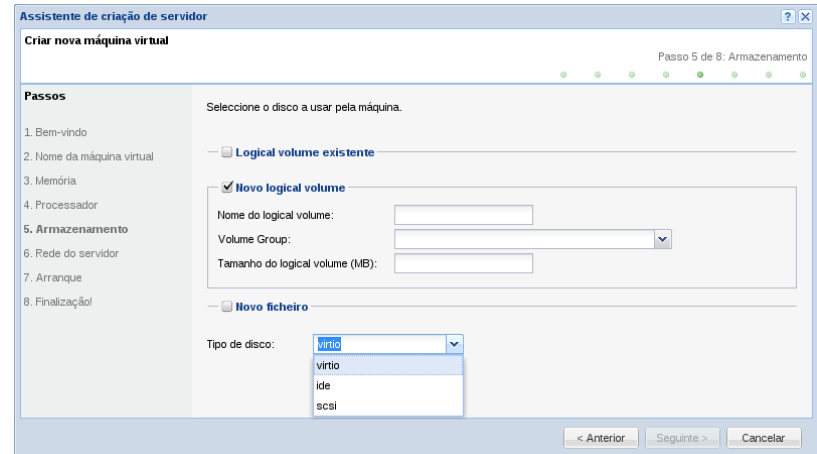 Assistente de criação de servidor
Criar nova máquina virtual
Passo 5 de 8: Armazenamento
Passos
1. Bem-vindo
2. Nome da máquina virtual
3. Memória
4. Processador
5. Armazenamento
6. Rede do servidor
7. Arranque
8. Finalização!
Seleccione o disco a usar pela máquina.
Logical volume existente
Novo logical volume
Nome do logical volume:
Volume Group:
Tamanho do logical volume (MB):
Novo ficheiro
Tipo de disco: virtio
virtio
ide
scsi
< Anterior Seguinte > Cancelar